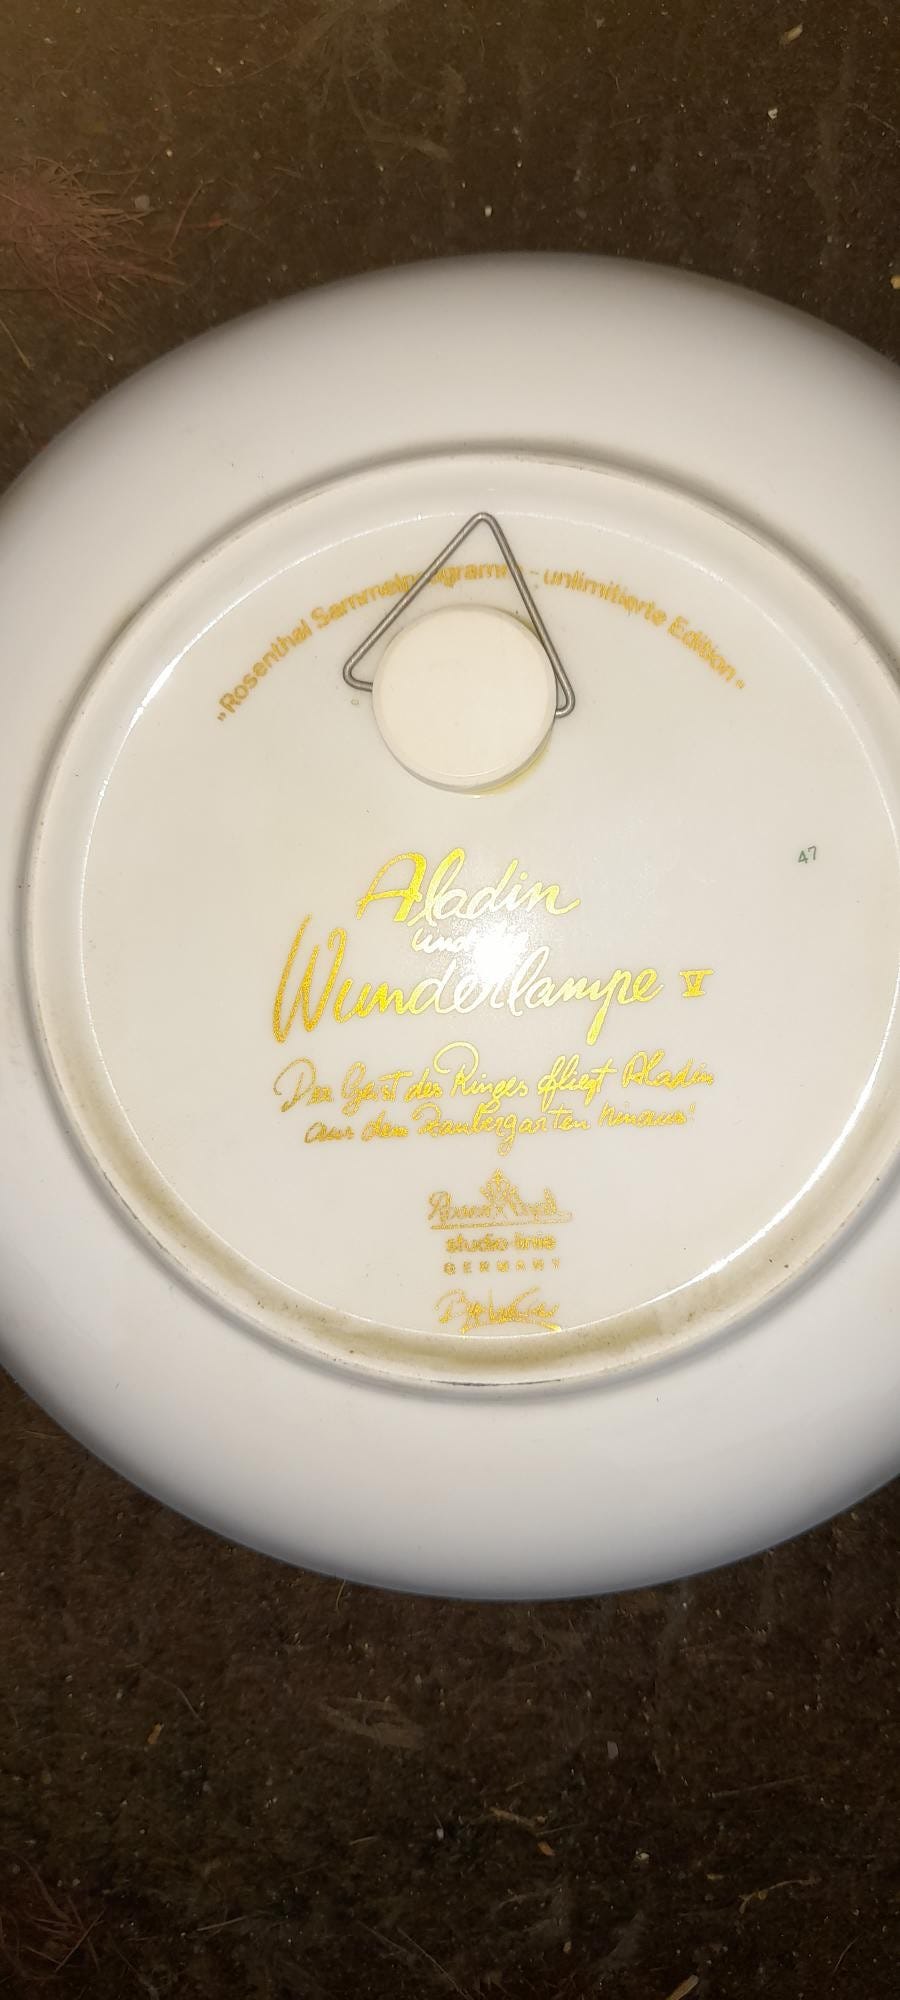 „Rosenthal Sammelprogramm - unlimitierte Edition"
47
Aladin
und die
Wunderlampe V
Der Geist des Ringes fliegt Aladin
aus dem Zaubergarten hinaus!
Rosenthal
studio-linie
GERMANY